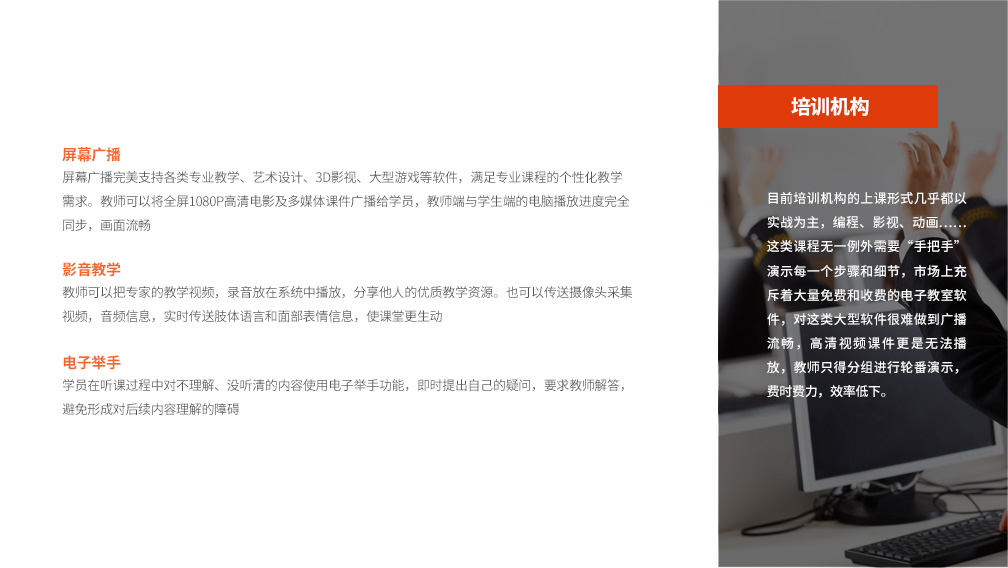 屏幕广播
屏幕广播完美支持各类专业教学、艺术设计、3D影视、大型游戏等软件，满足专业课程的个性化教学
需求。教师可以将全屏1080P高清电影及多媒体课件广播给学员，教师端与学生端的电脑播放进度完全
同步，画面流畅
影音教学
教师可以把专家的教学视频，录音放在系统中播放，分享他人的优质教学资源。也可以传送摄像头采集
视频，音频信息，实时传送肢体语言和面部表情信息，使课堂更生动
电子举手
学员在听课过程中对不理解、没听清的内容使用电子举手功能，即时提出自己的疑问，要求教师解答，
避免形成对后续内容理解的障碍
培训机构
目前培训机构的上课形式几乎都以
实战为主，编程、影视、动画……
这类课程无一例外需要“手把手”
演示每一个步骤和细节，市场上充
斥着大量免费和收费的电子教室软
件，对这类大型软件很难做到广播
流畅，高清视频课件更是无法播
放，教师只得分组进行轮番演示，
费时费力，效率低下。